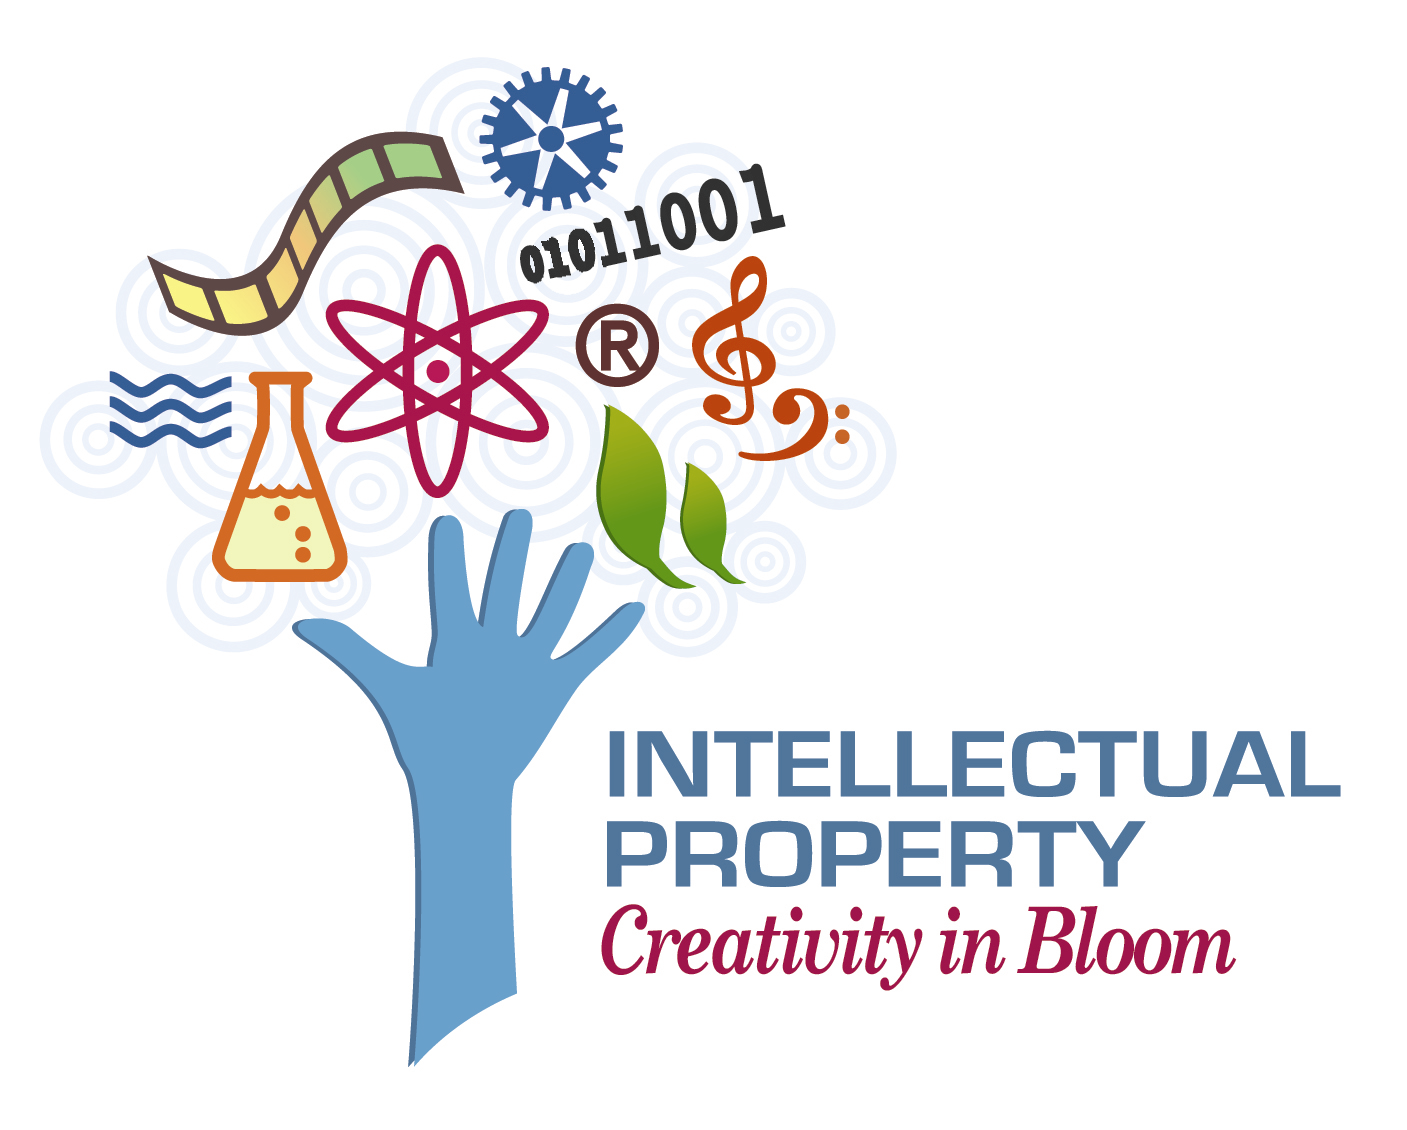 01011001
®
INTELLECTUAL
PROPERTY
Creativity in Bloom